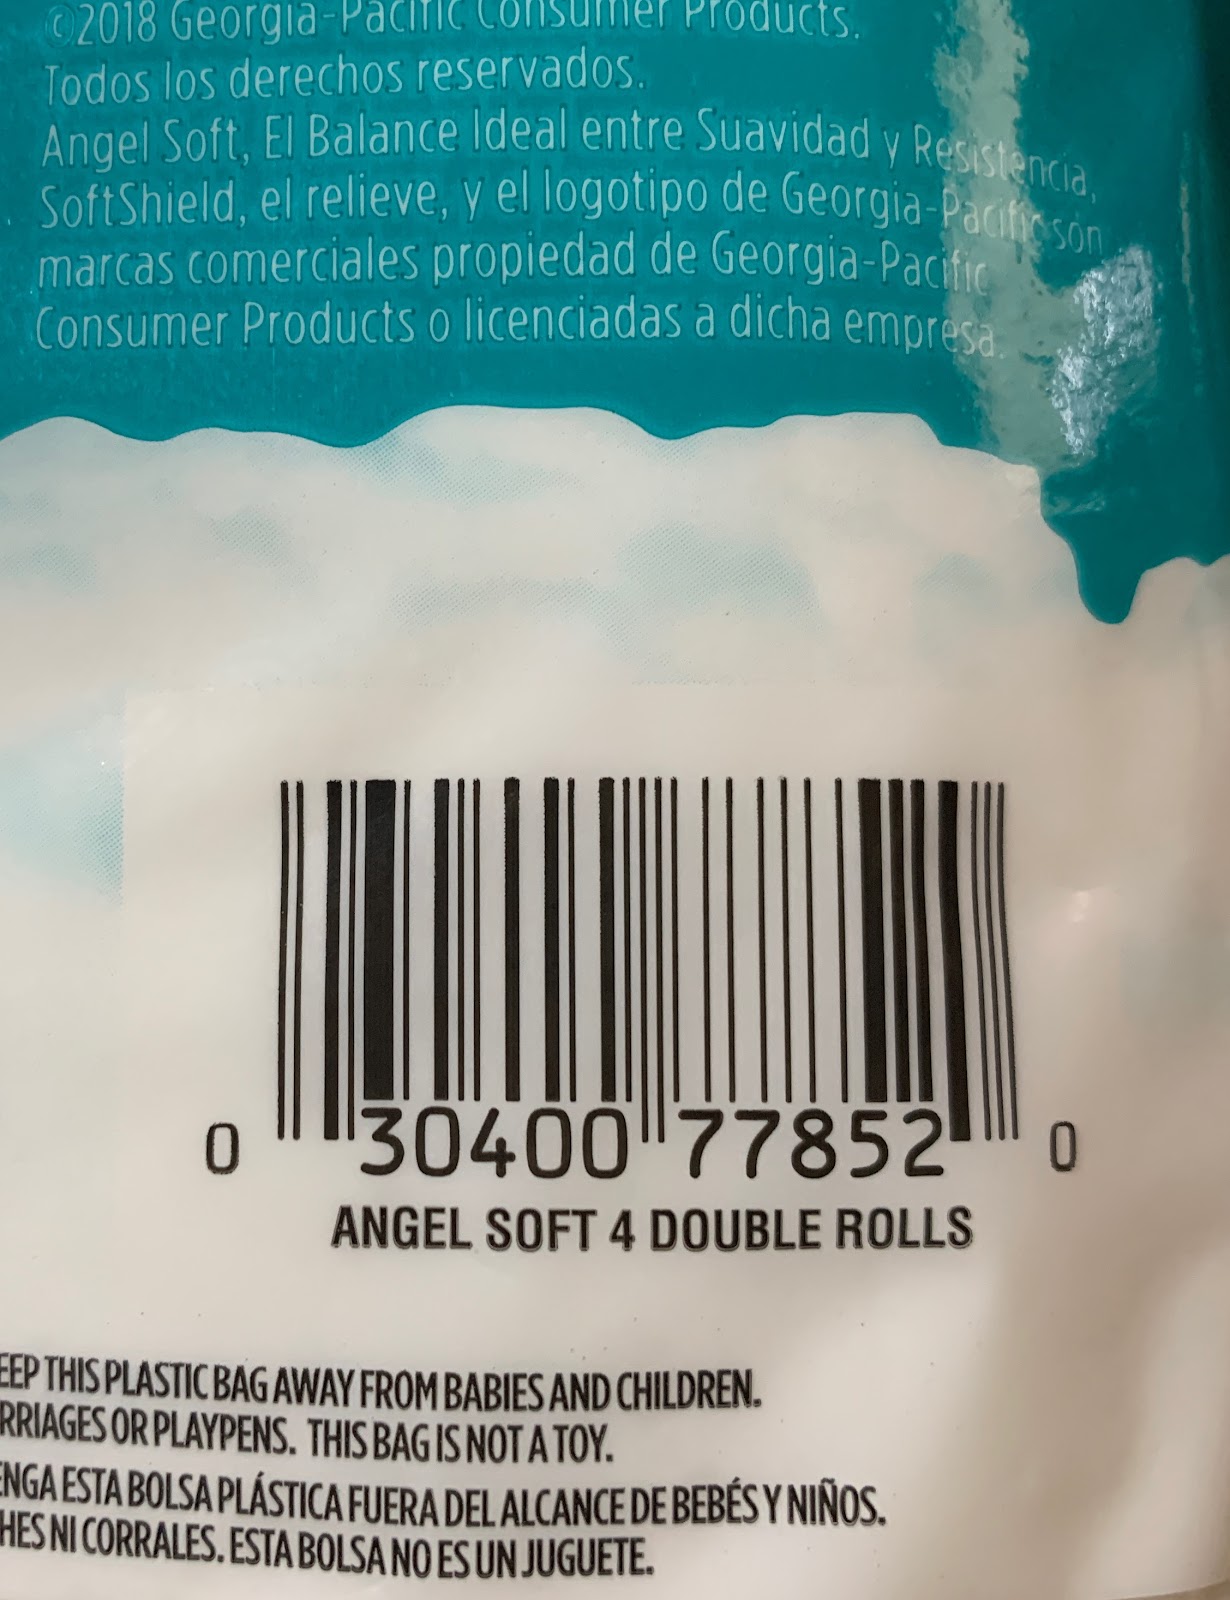 ©2018 Georgia-Pacific Consumer Products.
Todos los derechos reservados.
Angel Soft, El Balance Ideal entre Suavidad y Resistencia,
SoftShield, el relieve, y el logotipo de Georgia-Pacific son
marcas comerciales propiedad de Georgia-Pacific
Consumer Products o licenciadas a dicha empresa.
0 30400 77852 0
ANGEL SOFT 4 DOUBLE ROLLS
EEP THIS PLASTIC BAG AWAY FROM BABIES AND CHILDREN.
RRIAGES OR PLAYPENS. THIS BAG IS NOT A TOY.
ENGA ESTA BOLSA PLÁSTICA FUERA DEL ALCANCE DE BEBÉS Y NIÑOS.
HES NI CORRALES. ESTA BOLSA NO ES UN JUGUETE.